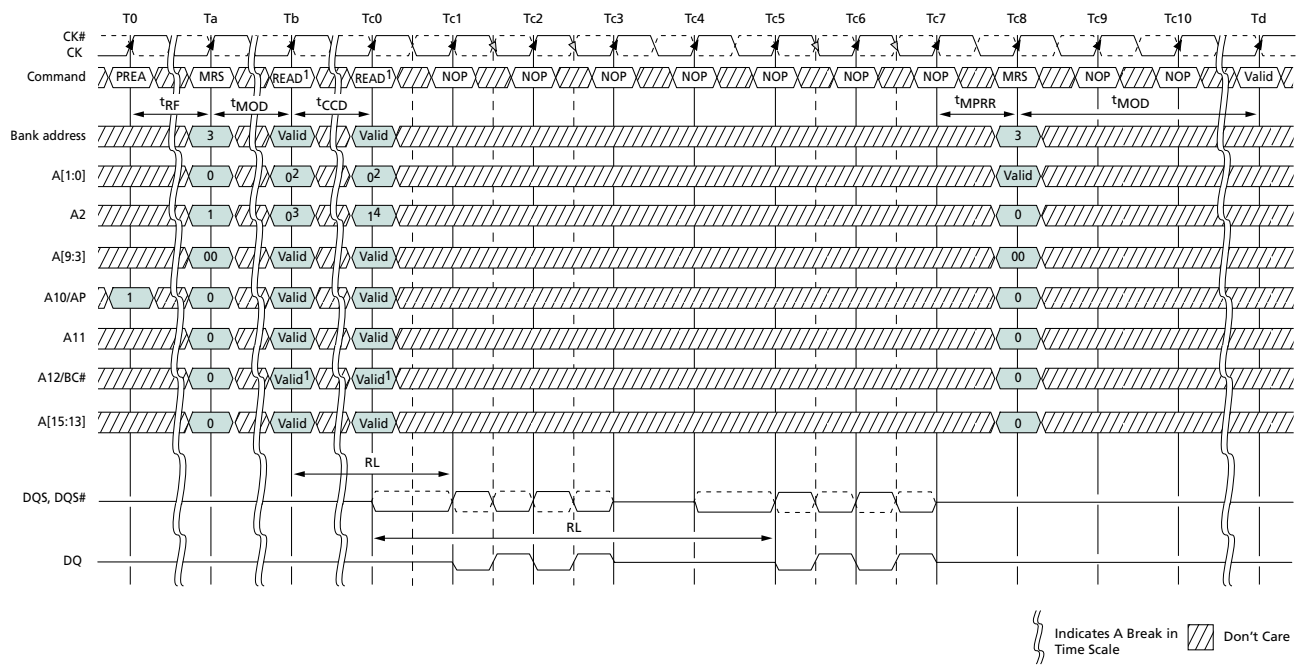 T0 Ta Tb Tc0 Tc1 Tc2 Tc3 Tc4 Tc5 Tc6 Tc7 Tc8 Tc9 Tc10 Td
CK#
CK
Command PREA MRS READ¹ READ¹ NOP NOP NOP NOP NOP NOP NOP MRS NOP NOP Valid
tRF tMOD tCCD tMPRR tMOD
Bank address 3 Valid Valid 3
A[1:0] 0 0² 0² Valid
A2 1 0³ 1⁴ 0
A[9:3] 00 Valid Valid 00
A10/AP 1 0 Valid Valid 0
A11 0 Valid Valid 0
A12/BC# 0 Valid¹ Valid¹ 0
A[15:13] 0 Valid Valid 0
RL
DQS, DQS#
RL
DQ
Indicates A Break in
Time Scale
Don't Care